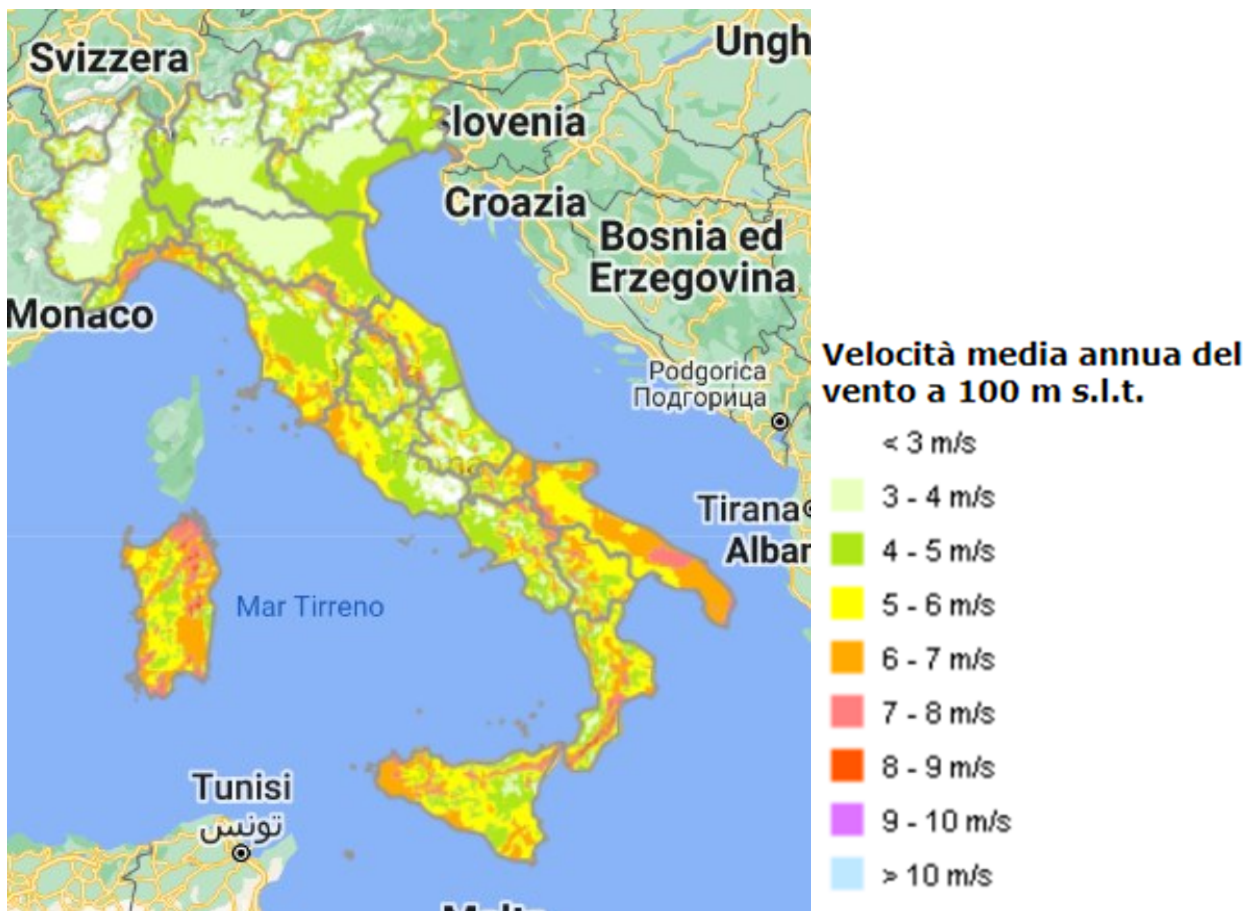 Svizzera
Ungh
Slovenia
Croazia
Bosnia ed
Erzegovina
Monaco
Podgorica
Подгорица
Tirana
Albar
Mar Tirreno
Tunisi
تونس
Velocità media annua del
vento a 100 m s.l.t.
< 3 m/s
3 - 4 m/s
4 - 5 m/s
5 - 6 m/s
6 - 7 m/s
7 - 8 m/s
8 - 9 m/s
9 - 10 m/s
> 10 m/s